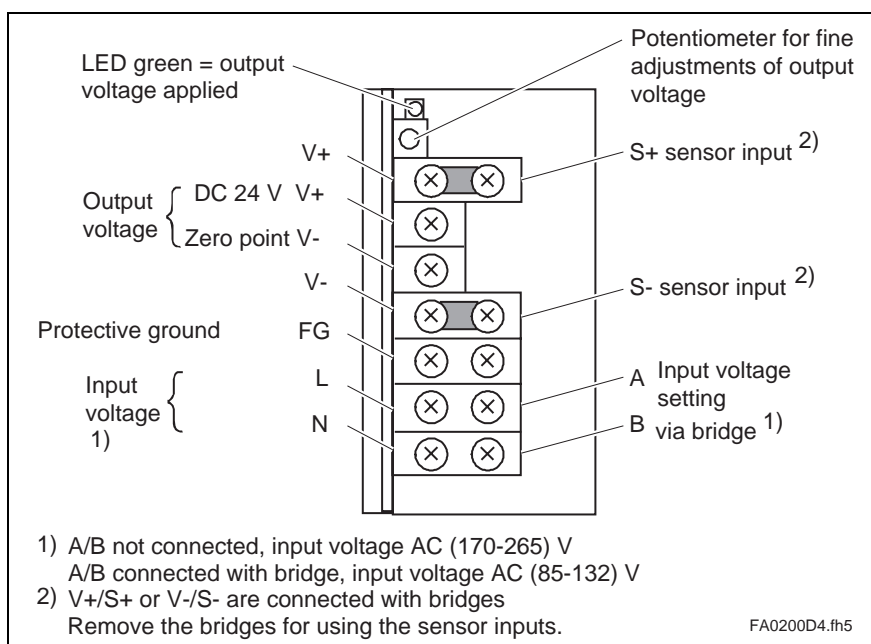 LED green = output
voltage applied
Potentiometer for fine
adjustments of output
voltage
V+
S+ sensor input 2)
Output
voltage
DC 24 V V+
Zero point V-
V-
S- sensor input 2)
Protective ground
FG
Input
voltage
1)
L
N
A
B
Input voltage
setting
via bridge 1)
1) A/B not connected, input voltage AC (170-265) V
A/B connected with bridge, input voltage AC (85-132) V
2) V+/S+ or V-/S- are connected with bridges
Remove the bridges for using the sensor inputs.
FA0200D4.fh5